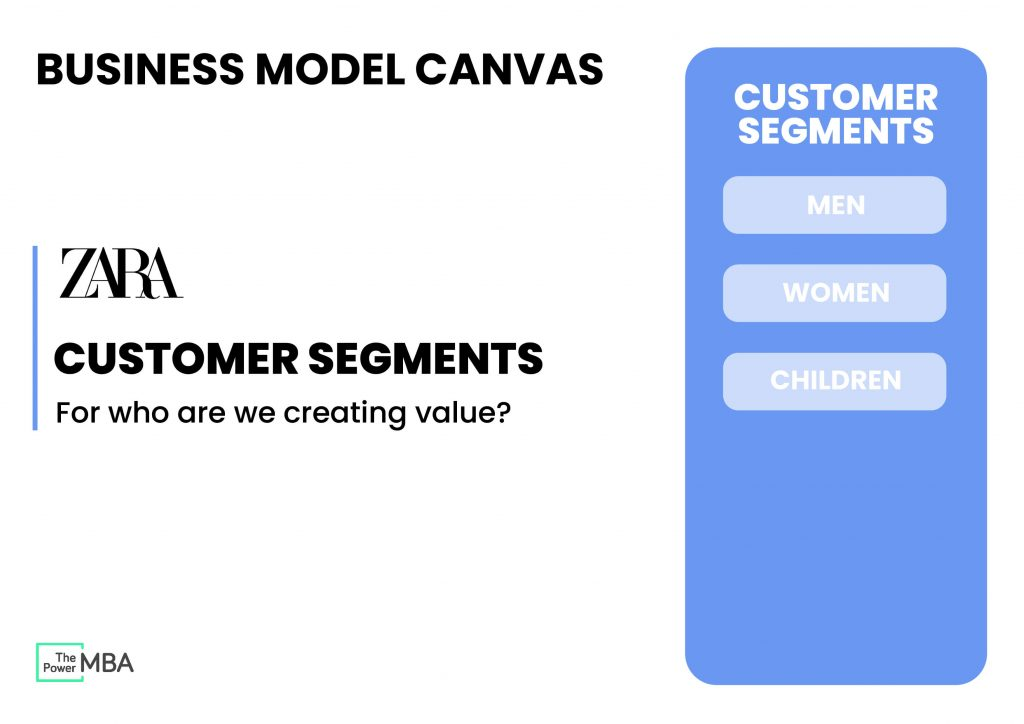 BUSINESS MODEL CANVAS
ZARA
CUSTOMER SEGMENTS
For who are we creating value?
CUSTOMER
SEGMENTS
MEN
WOMEN
CHILDREN
The
Power MBA